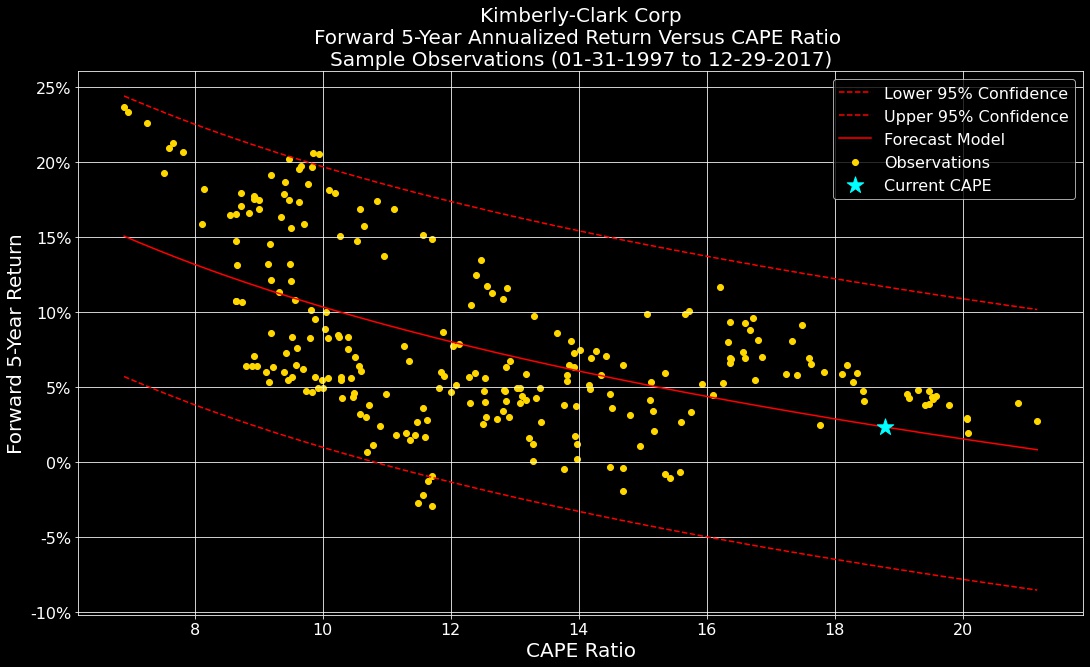 Kimberly-Clark Corp
Forward 5-Year Annualized Return Versus CAPE Ratio
Sample Observations (01-31-1997 to 12-29-2017)
Lower 95% Confidence
Upper 95% Confidence
Forecast Model
Observations
Current CAPE
Forward 5-Year Return
25%
20%
15%
10%
5%
0%
-5%
-10%
8 10 12 14 16 18 20
CAPE Ratio